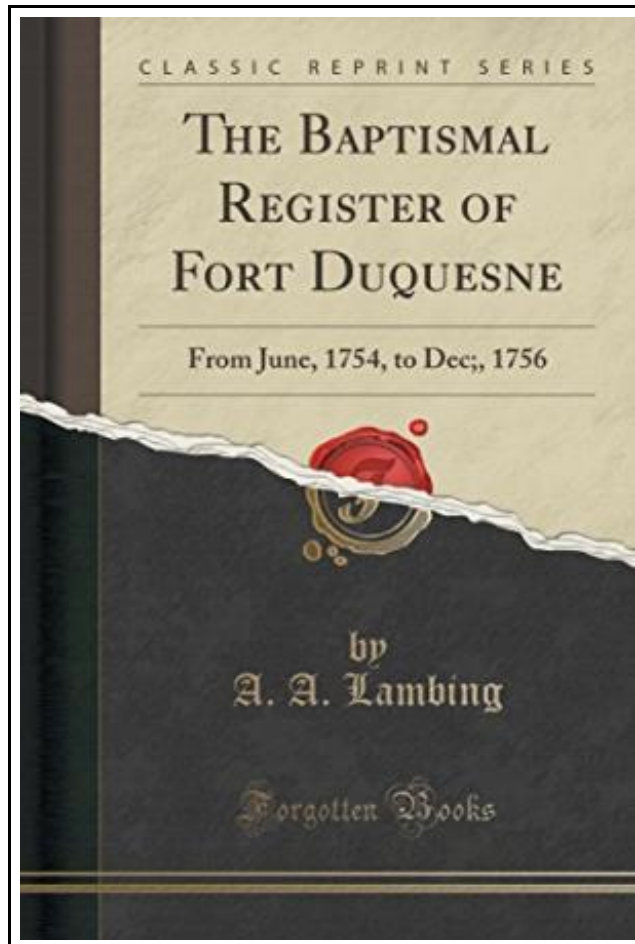 CLASSIC REPRINT SERIES
THE BAPTISMAL
REGISTER OF
FORT DUQUESNE
From June, 1754, to Dec;, 1756
by
A. A. Lambing
Forgotten Books